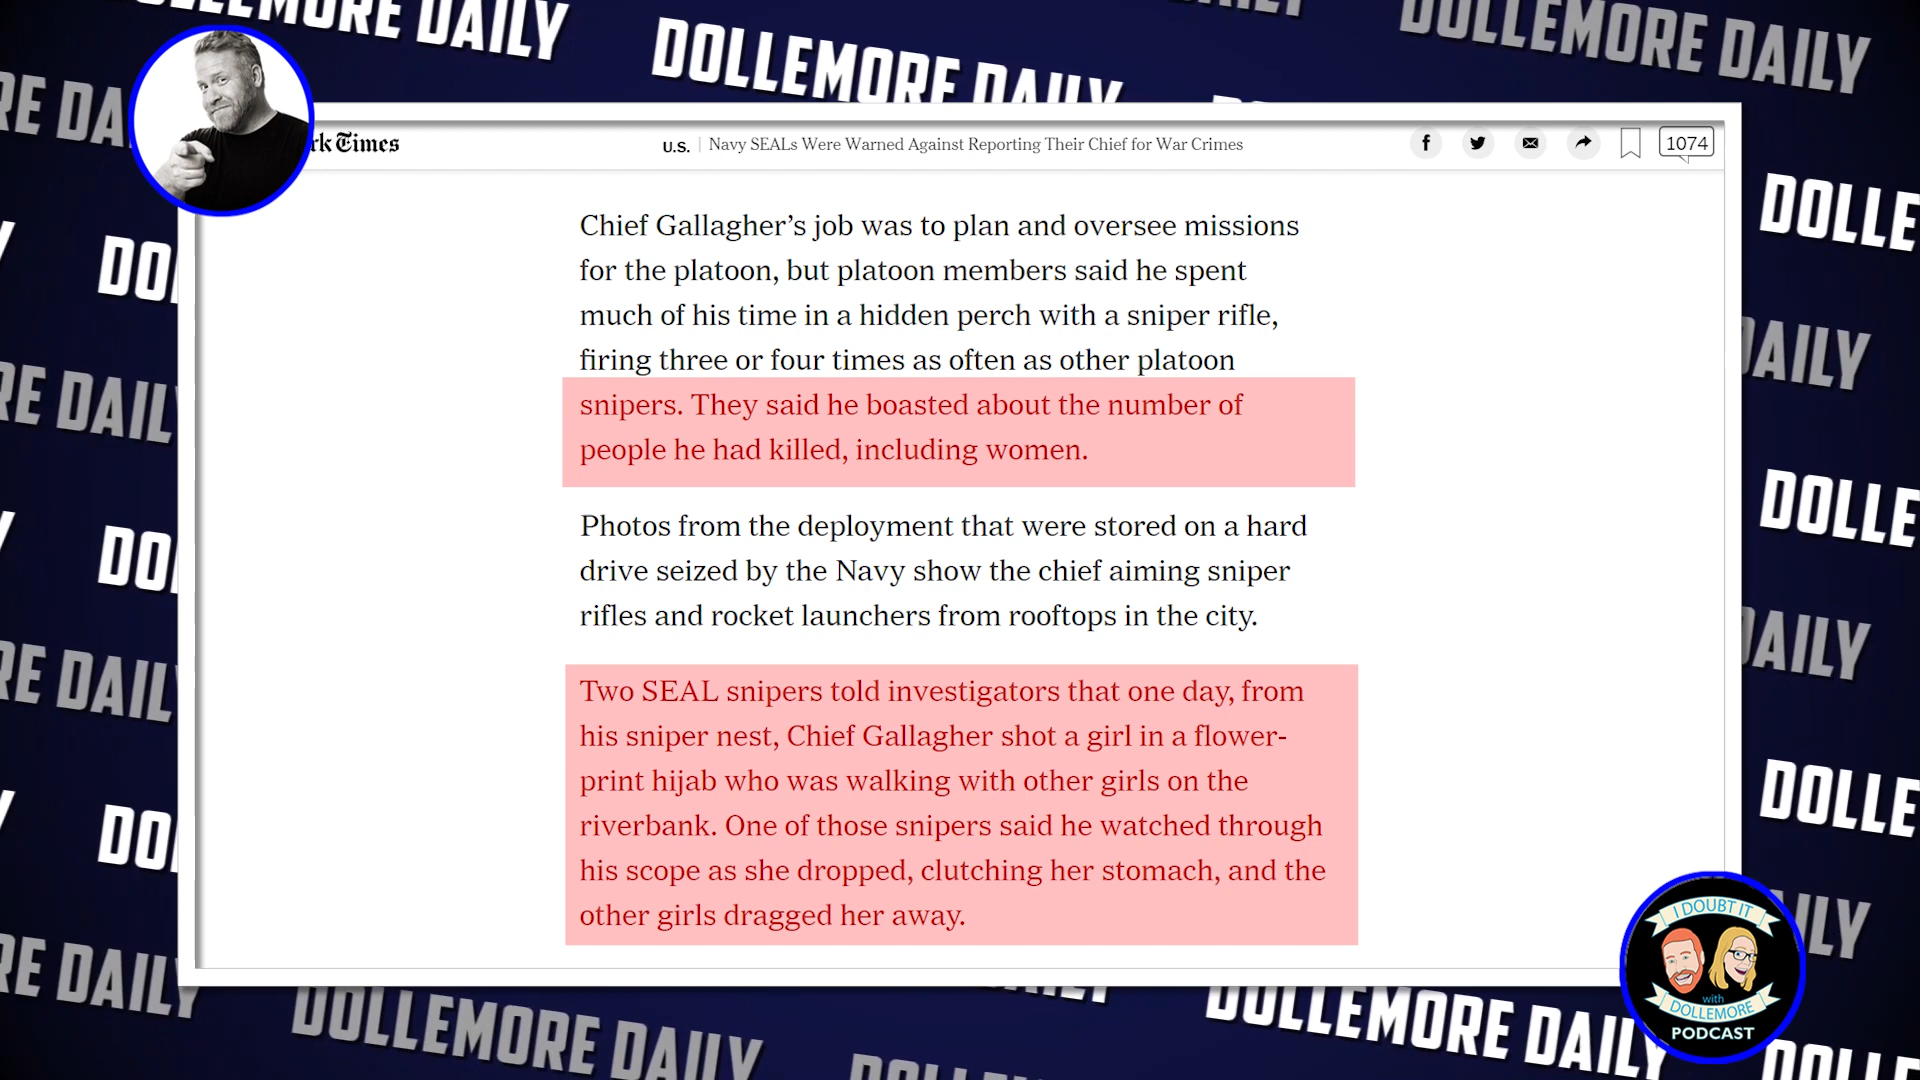 DOLLEMORE DAILY
DOLLEMORE DAILY
DOLLEMORE DAILY
rk Times
U.S. | Navy SEALs Were Warned Against Reporting Their Chief for War Crimes
1074
Chief Gallagher’s job was to plan and oversee missions
for the platoon, but platoon members said he spent
much of his time in a hidden perch with a sniper rifle,
firing three or four times as often as other platoon
snipers. They said he boasted about the number of
people he had killed, including women.
Photos from the deployment that were stored on a hard
drive seized by the Navy show the chief aiming sniper
rifles and rocket launchers from rooftops in the city.
Two SEAL snipers told investigators that one day, from
his sniper nest, Chief Gallagher shot a girl in a flower-
print hijab who was walking with other girls on the
riverbank. One of those snipers said he watched through
his scope as she dropped, clutching her stomach, and the
other girls dragged her away.
I DOUBT IT
with
DOLLEMORE
PODCAST
DOLLEMORE DAILY
DOLLEMORE DAILY